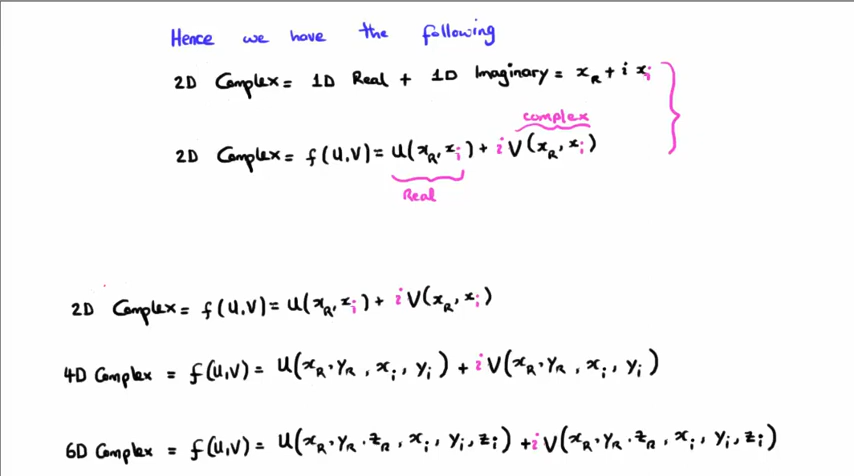 Hence we have the following
2D Complex = 1D Real + 1D Imaginary = x_R + i x_i
complex
2D Complex = f(U,V) = U(x_R, x_i) + i V(x_R, x_i)
Real
2D Complex = f(U,V) = U(x_R, x_i) + i V(x_R, x_i)
4D Complex = f(U,V) = U(x_R, y_R, x_i, y_i) + i V(x_R, y_R, x_i, y_i)
6D Complex = f(U,V) = U(x_R, y_R, z_R, x_i, y_i, z_i) + i V(x_R, y_R, z_R, x_i, y_i, z_i)